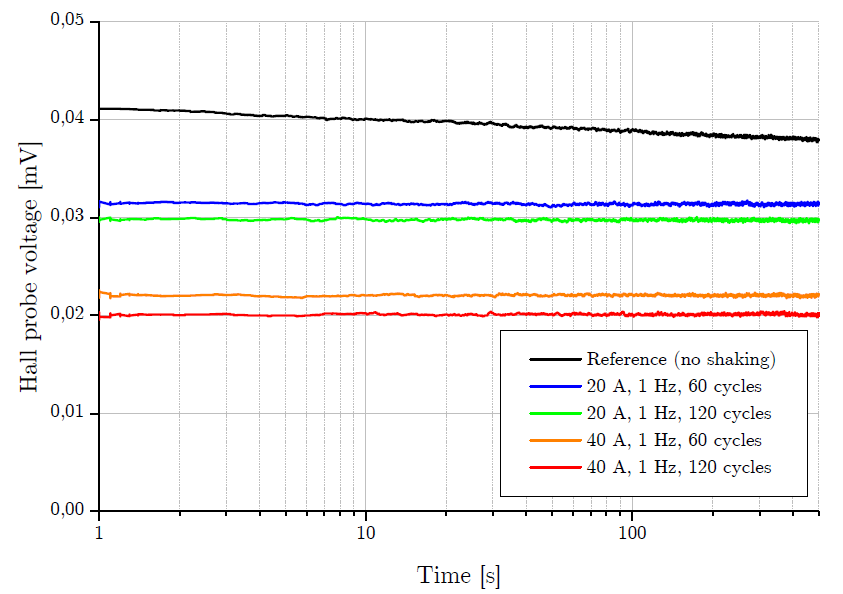 0,05
0,04
0,03
0,02
0,01
0,00
Hall probe voltage [mV]
Reference (no shaking)
20 A, 1 Hz, 60 cycles
20 A, 1 Hz, 120 cycles
40 A, 1 Hz, 60 cycles
40 A, 1 Hz, 120 cycles
1 10 100
Time [s]